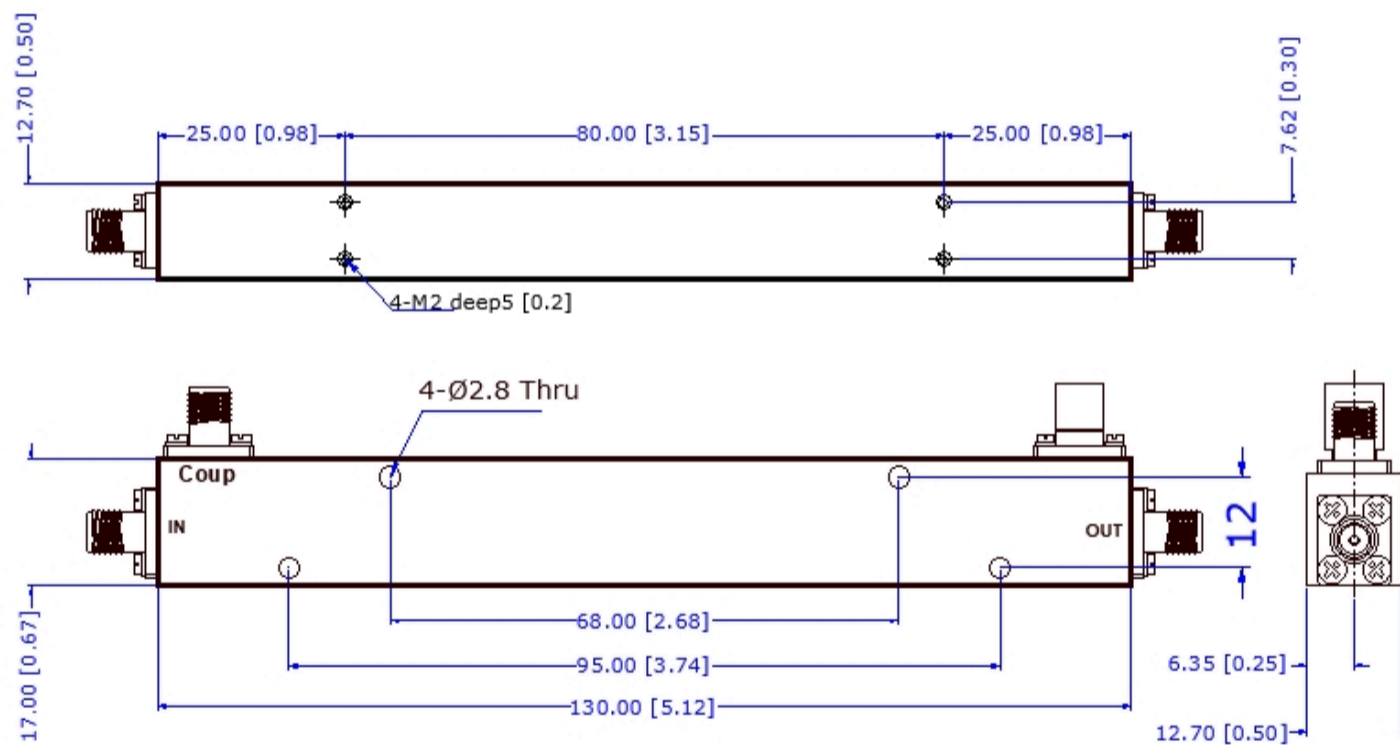 12.70 [0.50]
25.00 [0.98]
80.00 [3.15]
25.00 [0.98]
7.62 [0.30]
4-M2 deep5 [0.2]
4-Ø2.8 Thru
Coup
IN
OUT
12
17.00 [0.67]
68.00 [2.68]
95.00 [3.74]
130.00 [5.12]
6.35 [0.25]
12.70 [0.50]